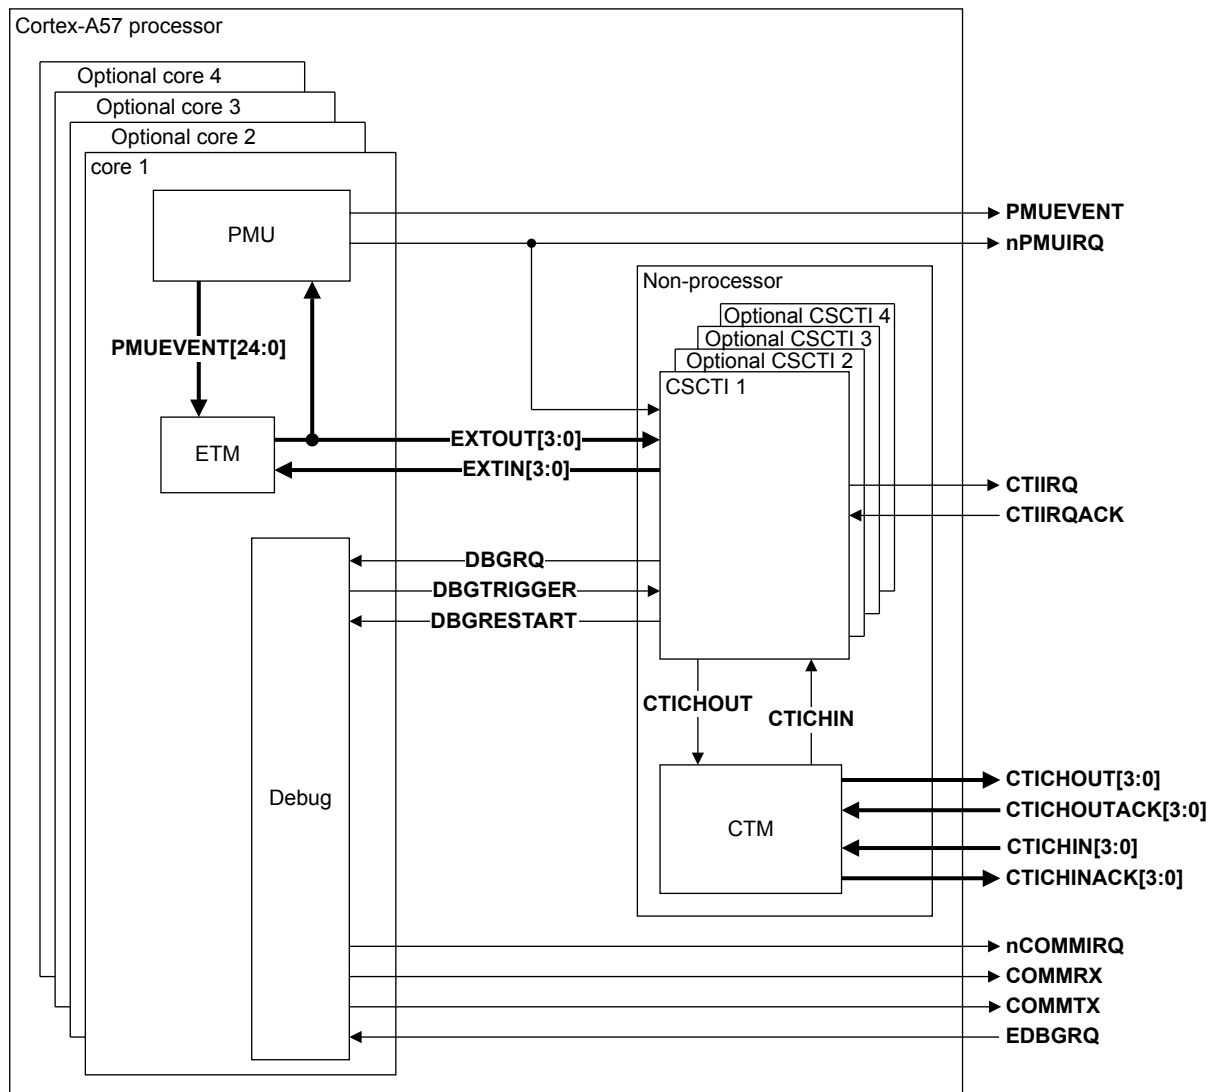 Cortex-A57 processor
Optional core 4
Optional core 3
Optional core 2
core 1
PMU
PMUEVENT
nPMUIRQ
Non-processor
Optional CSCTI 4
Optional CSCTI 3
Optional CSCTI 2
CSCTI 1
PMUEVENT[24:0]
ETM
EXTOUT[3:0]
EXTIN[3:0]
CTIIRQ
CTIIRQACK
DBGRQ
DBGTRIGGER
DBGRESTART
CTICHOUT
CTICHIN
Debug
CTM
CTICHOUT[3:0]
CTICHOUTACK[3:0]
CTICHIN[3:0]
CTICHINACK[3:0]
nCOMMIRQ
COMMRX
COMMTX
EDBGRQ